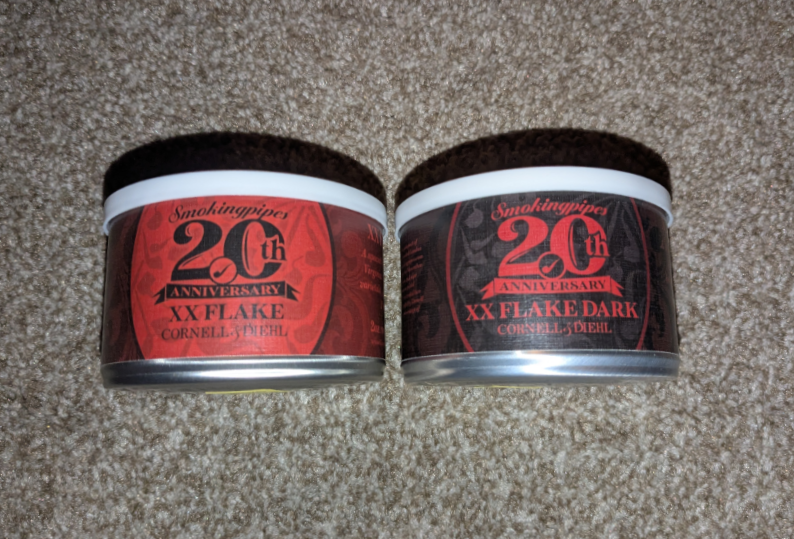 Smokingpipes
20th
ANNIVERSARY
XX FLAKE
CORNELL & DIEHL
Smokingpipes
20th
ANNIVERSARY
XX FLAKE DARK
CORNELL & DIEHL